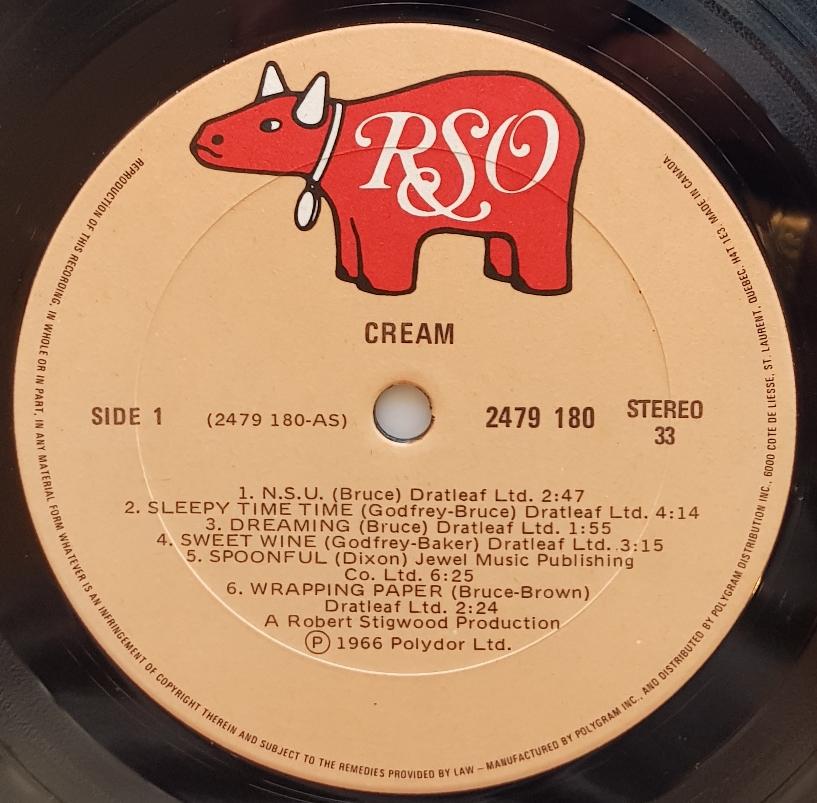 RSO
CREAM
SIDE 1
(2479 180-AS)
2479 180
STEREO
33
1. N.S.U. (Bruce) Dratleaf Ltd. 2:47
2. SLEEPY TIME TIME (Godfrey-Bruce) Dratleaf Ltd. 4:14
3. DREAMING (Bruce) Dratleaf Ltd. 1:55
4. SWEET WINE (Godfrey-Baker) Dratleaf Ltd. 3:15
5. SPOONFUL (Dixon) Jewel Music Publishing
Co. Ltd. 6:25
6. WRAPPING PAPER (Bruce-Brown)
Dratleaf Ltd. 2:24
A Robert Stigwood Production
Ⓟ 1966 Polydor Ltd.
REPRODUCTION OF THIS RECORDING, IN WHOLE OR IN PART, IN ANY MATERIAL FORM WHATEVER IS AN INFRINGEMENT OF COPYRIGHT THEREIN AND SUBJECT TO THE REMEDIES PROVIDED BY LAW – MANUFACTURED BY POLYGRAM INC., AND DISTRIBUTED BY POLYGRAM DISTRIBUTION INC., 6000 COTE DE LIESSE, ST. LAURENT, QUEBEC, H4T 1E3. MADE IN CANADA.